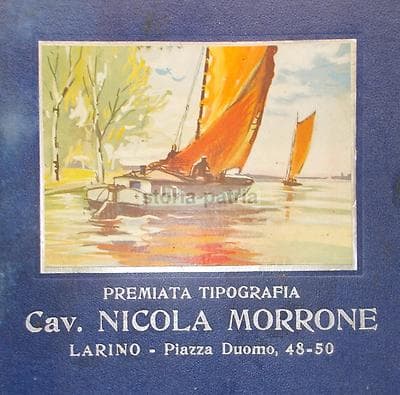 storia patria
PREMIATA TIPOGRAFIA
Cav. NICOLA MORRONE
LARINO - Piazza Duomo, 48-50